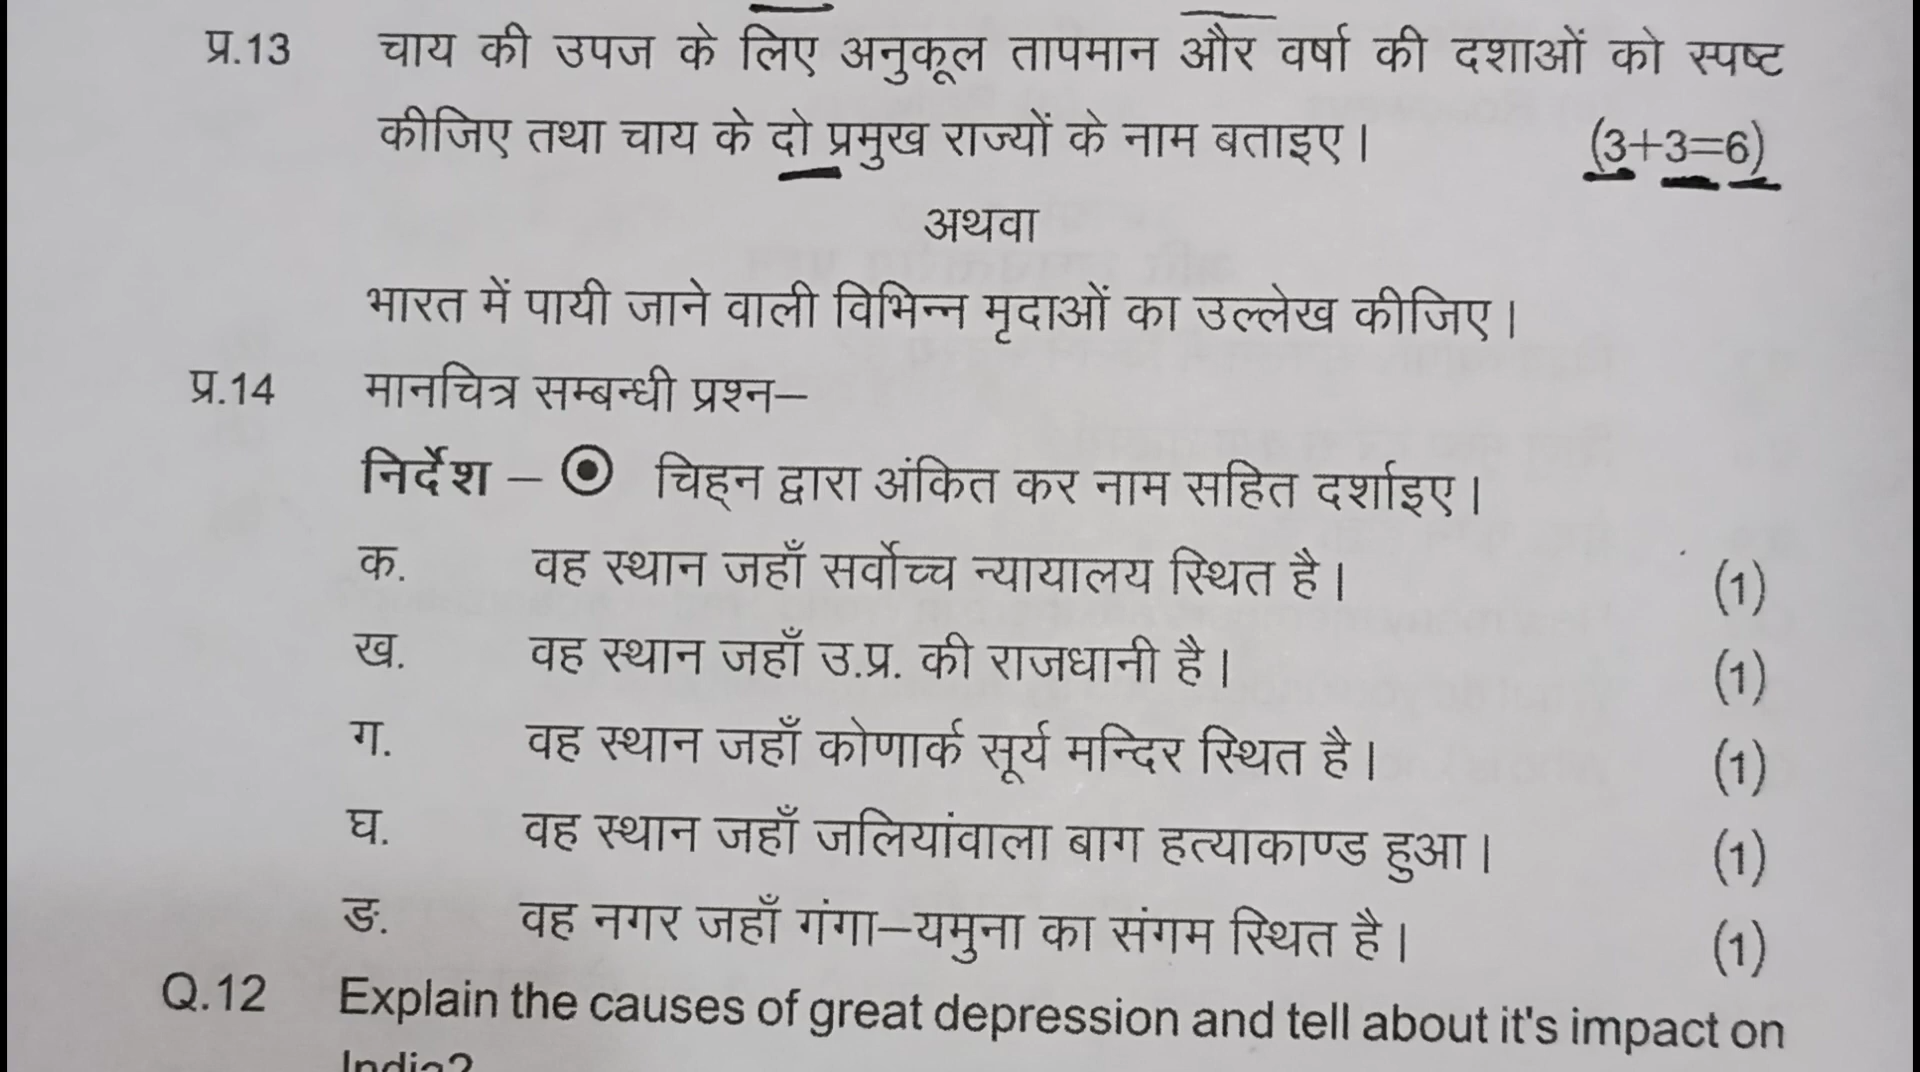 प्र.13 चाय की उपज के लिए अनुकूल तापमान और वर्षा की दशाओं को स्पष्ट
कीजिए तथा चाय के दो प्रमुख राज्यों के नाम बताइए। (3+3=6)
अथवा
भारत में पायी जाने वाली विभिन्न मृदाओं का उल्लेख कीजिए।
प्र.14 मानचित्र सम्बन्धी प्रश्न–
निर्देश – ⊙ चिह्न द्वारा अंकित कर नाम सहित दर्शाइए।
क. वह स्थान जहाँ सर्वोच्च न्यायालय स्थित है। (1)
ख. वह स्थान जहाँ उ.प्र. की राजधानी है। (1)
ग. वह स्थान जहाँ कोणार्क सूर्य मन्दिर स्थित है। (1)
घ. वह स्थान जहाँ जलियांवाला बाग हत्याकाण्ड हुआ। (1)
ङ. वह नगर जहाँ गंगा–यमुना का संगम स्थित है। (1)
Q.12 Explain the causes of great depression and tell about it's impact on
India?